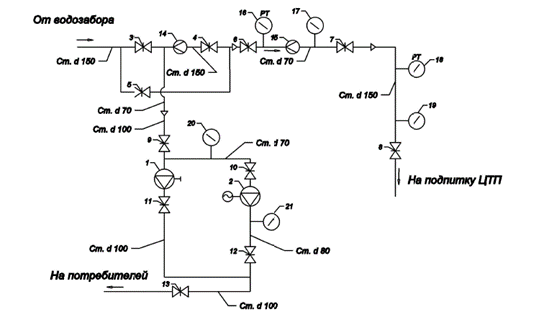 От водозабора
16
РТ
17
14
3
4
6
15
7
Ст. d 150
Ст. d 150
Ст. d 70
РТ
18
5
Ст. d 150
Ст. d 70
Ст. d 100
20
19
9
Ст. d 70
8
1
10
2
На подпитку ЦТП
11
21
Ст. d 100
12
Ст. d 80
На потребителей
13
Ст. d 100